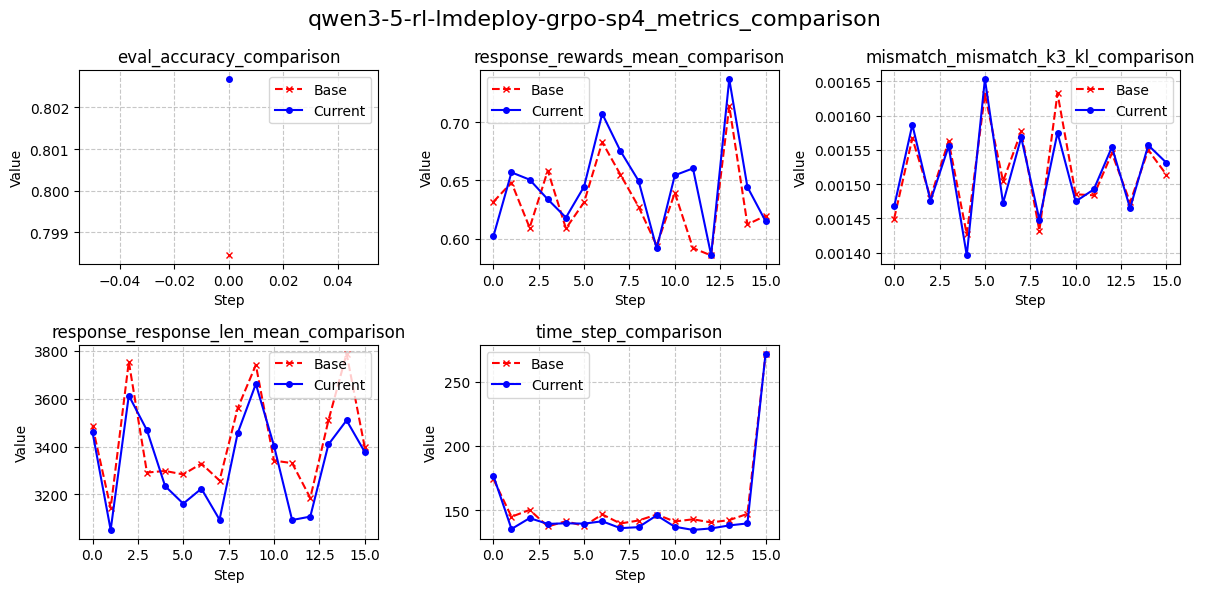 qwen3-5-rl-lmdeploy-grpo-sp4_metrics_comparison
eval_accuracy_comparison
Value
0.802
0.801
0.800
0.799
−0.04
−0.02
0.00
0.02
0.04
Step
Base
Current
response_rewards_mean_comparison
Value
0.70
0.65
0.60
0.0
2.5
5.0
7.5
10.0
12.5
15.0
Step
Base
Current
mismatch_mismatch_k3_kl_comparison
Value
0.00165
0.00160
0.00155
0.00150
0.00145
0.00140
0.0
2.5
5.0
7.5
10.0
12.5
15.0
Step
Base
Current
response_response_len_mean_comparison
Value
3800
3600
3400
3200
0.0
2.5
5.0
7.5
10.0
12.5
15.0
Step
Base
Current
time_step_comparison
Value
250
200
150
0.0
2.5
5.0
7.5
10.0
12.5
15.0
Step
Base
Current